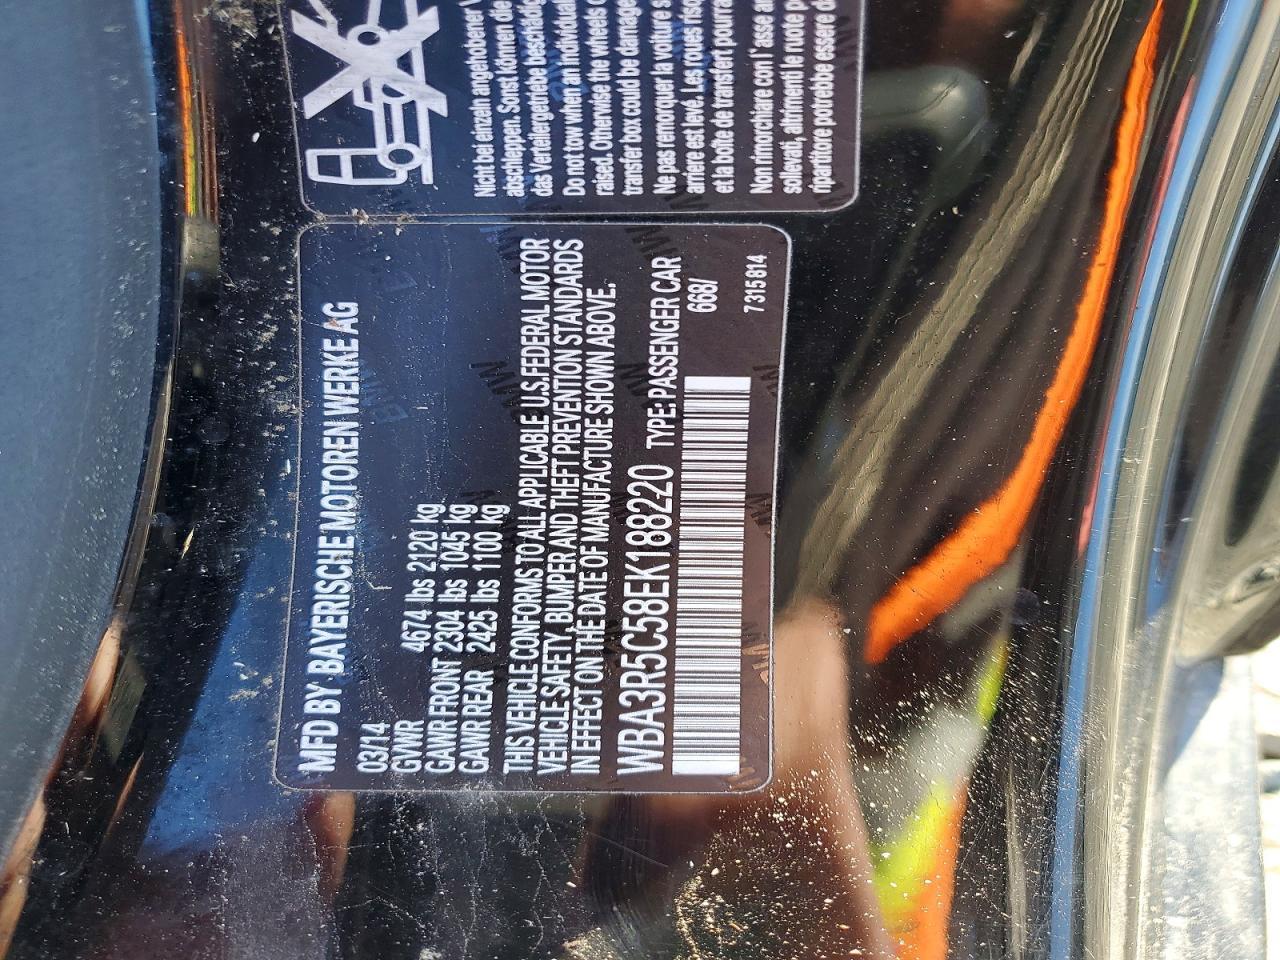 MFD BY BAYERISCHE MOTOREN WERKE AG
03/14
GVWR 4674 lbs 2120 kg
GAWR FRONT 2304 lbs 1045 kg
GAWR REAR 2425 lbs 1100 kg
THIS VEHICLE CONFORMS TO ALL APPLICABLE U.S. FEDERAL MOTOR
VEHICLE SAFETY, BUMPER AND THEFT PREVENTION STANDARDS
IN EFFECT ON THE DATE OF MANUFACTURE SHOWN ABOVE.
WBA3R5C58EK188220 TYPE: PASSENGER CAR
668/
7315814
Nicht bei einzeln angehobener
abschleppen. Sonst können die
das Verteilergetriebe beschädig
Do not tow when an individual
raised. Otherwise the wheels
transfer box could be damage
Ne pas remorquer la voiture s
arriere est levé. Les roues risq
et la boîte de transfert pourra
Non rimorchiare con l'asse an
sollevati, altrimenti le ruote p
ripartitore potrebbe essere d